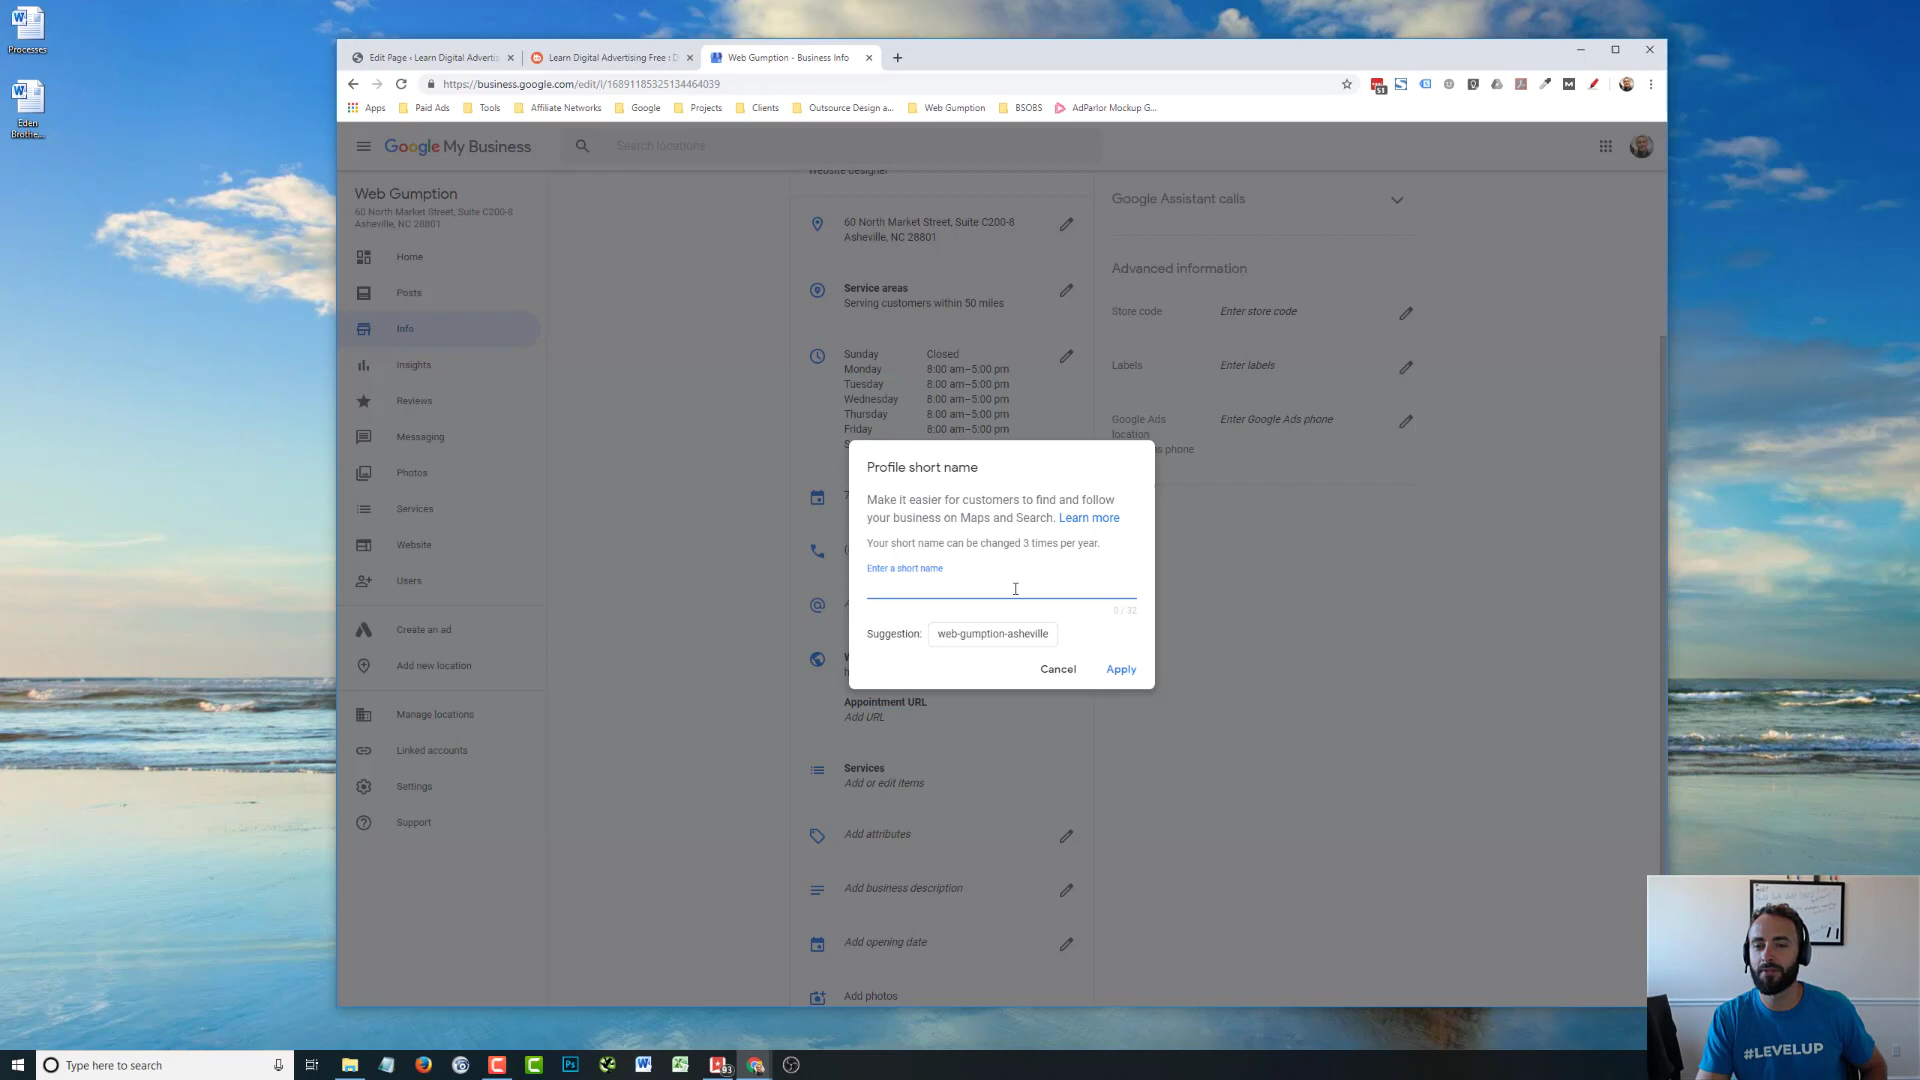 Processes
Eden
Brothe...
Edit Page ‹ Learn Digital Advertis
Learn Digital Advertising Free : D
Web Gumption - Business Info
https://business.google.com/edit/l/16891185325134464039
51
Apps
Paid Ads
Tools
Affiliate Networks
Google
Projects
Clients
Outsource Design a...
Web Gumption
BSOBS
AdParlor Mockup G...
Google My Business
Search locations
Web Gumption
60 North Market Street, Suite C200-8
Asheville, NC 28801
Home
Posts
Info
Insights
Reviews
Messaging
Photos
Services
Website
Users
Create an ad
Add new location
Manage locations
Linked accounts
Settings
Support
Website designer
60 North Market Street, Suite C200-8
Asheville, NC 28801
Service areas
Serving customers within 50 miles
Sunday Closed
Monday 8:00 am–5:00 pm
Tuesday 8:00 am–5:00 pm
Wednesday 8:00 am–5:00 pm
Thursday 8:00 am–5:00 pm
Friday 8:00 am–5:00 pm
Google Assistant calls
Advanced information
Store code Enter store code
Labels Enter labels
Google Ads Enter Google Ads phone
location
phone
Profile short name
Make it easier for customers to find and follow
your business on Maps and Search. Learn more
Your short name can be changed 3 times per year.
Enter a short name
0 / 32
Suggestion: web-gumption-asheville
Cancel Apply
Appointment URL
Add URL
Services
Add or edit items
Add attributes
Add business description
Add opening date
Add photos
Type here to search
93
#LEVELUP